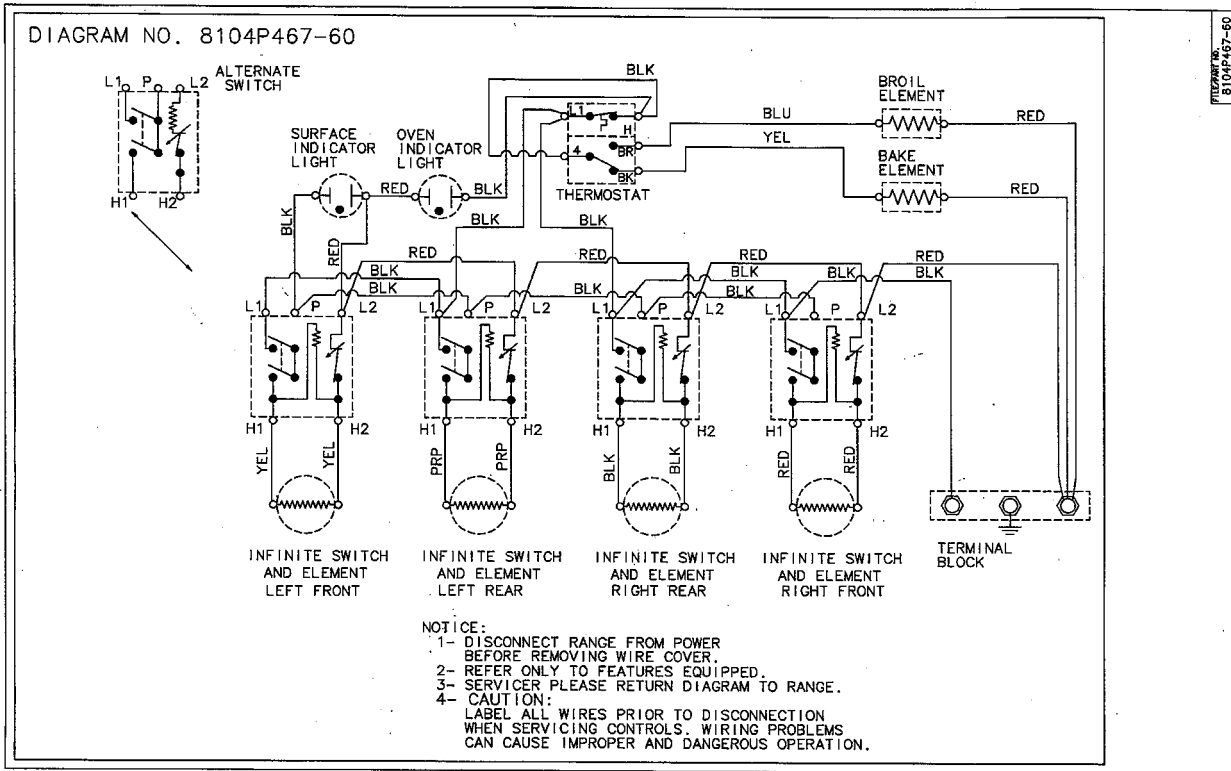 DIAGRAM NO. 8104P467-60
FILE/PART NO.
8104P467-60
ALTERNATE
SWITCH
L1 P L2
H1 H2
SURFACE
INDICATOR
LIGHT
OVEN
INDICATOR
LIGHT
BLK
L1
H
4
BR
BK
THERMOSTAT
BLU
YEL
BROIL
ELEMENT
RED
BAKE
ELEMENT
RED
BLK
RED
RED
BLK
BLK
BLK
RED
BLK
BLK
RED
BLK
RED
BLK
BLK
RED
BLK
L1 P L2
L1 P L2
L1 P L2
L1 P L2
H1 H2
H1 H2
H1 H2
H1 H2
YEL YEL
PRP PRP
BLK BLK
RED RED
TERMINAL
BLOCK
INFINITE SWITCH
AND ELEMENT
LEFT FRONT
INFINITE SWITCH
AND ELEMENT
LEFT REAR
INFINITE SWITCH
AND ELEMENT
RIGHT REAR
INFINITE SWITCH
AND ELEMENT
RIGHT FRONT
NOTICE:
1- DISCONNECT RANGE FROM POWER
BEFORE REMOVING WIRE COVER.
2- REFER ONLY TO FEATURES EQUIPPED.
3- SERVICER PLEASE RETURN DIAGRAM TO RANGE.
4- CAUTION:
LABEL ALL WIRES PRIOR TO DISCONNECTION
WHEN SERVICING CONTROLS. WIRING PROBLEMS
CAN CAUSE IMPROPER AND DANGEROUS OPERATION.